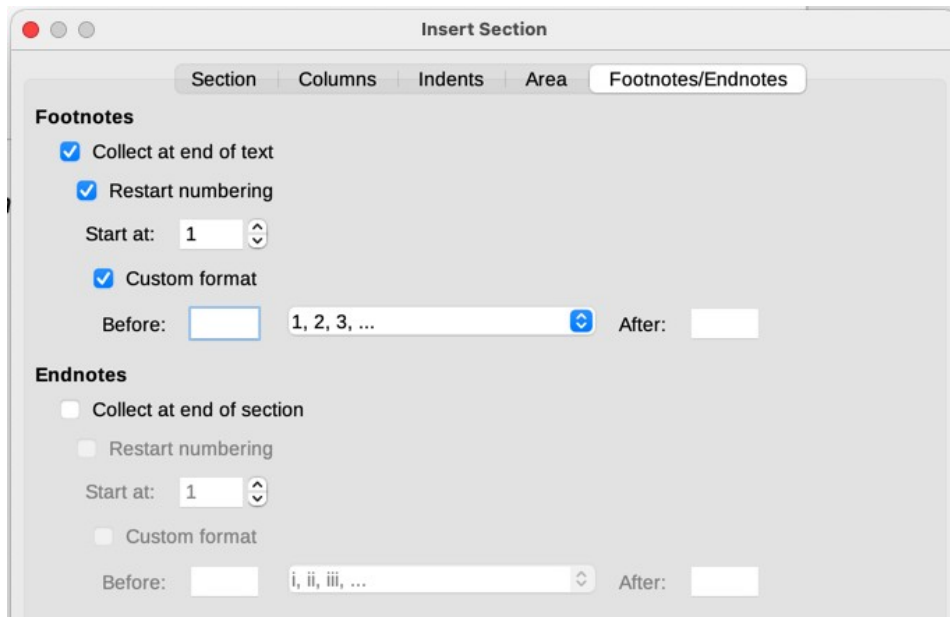 Insert Section
Section Columns Indents Area Footnotes/Endnotes
Footnotes
Collect at end of text
Restart numbering
Start at: 1
Custom format
Before: 1, 2, 3, ... After:
Endnotes
Collect at end of section
Restart numbering
Start at: 1
Custom format
Before: i, ii, iii, ... After: